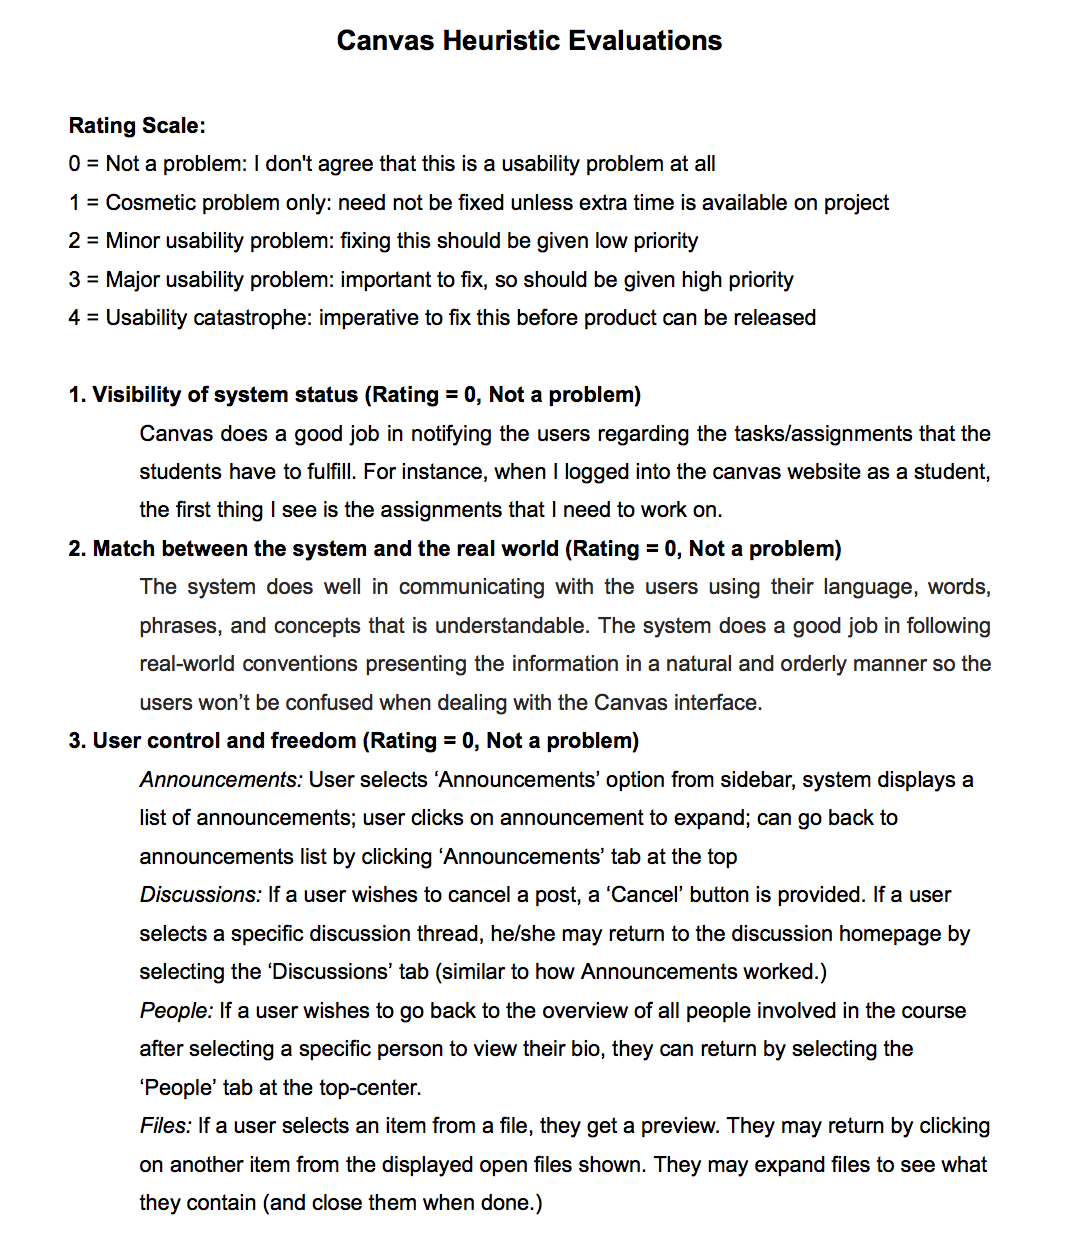 Canvas Heuristic Evaluations
Rating Scale:
0 = Not a problem: I don't agree that this is a usability problem at all
1 = Cosmetic problem only: need not be fixed unless extra time is available on project
2 = Minor usability problem: fixing this should be given low priority
3 = Major usability problem: important to fix, so should be given high priority
4 = Usability catastrophe: imperative to fix this before product can be released
1. Visibility of system status (Rating = 0, Not a problem)
Canvas does a good job in notifying the users regarding the tasks/assignments that the
students have to fulfill. For instance, when I logged into the canvas website as a student,
the first thing I see is the assignments that I need to work on.
2. Match between the system and the real world (Rating = 0, Not a problem)
The system does well in communicating with the users using their language, words,
phrases, and concepts that is understandable. The system does a good job in following
real-world conventions presenting the information in a natural and orderly manner so the
users won’t be confused when dealing with the Canvas interface.
3. User control and freedom (Rating = 0, Not a problem)
Announcements: User selects ‘Announcements’ option from sidebar, system displays a
list of announcements; user clicks on announcement to expand; can go back to
announcements list by clicking ‘Announcements’ tab at the top
Discussions: If a user wishes to cancel a post, a ‘Cancel’ button is provided. If a user
selects a specific discussion thread, he/she may return to the discussion homepage by
selecting the ‘Discussions’ tab (similar to how Announcements worked.)
People: If a user wishes to go back to the overview of all people involved in the course
after selecting a specific person to view their bio, they can return by selecting the
‘People’ tab at the top-center.
Files: If a user selects an item from a file, they get a preview. They may return by clicking
on another item from the displayed open files shown. They may expand files to see what
they contain (and close them when done.)